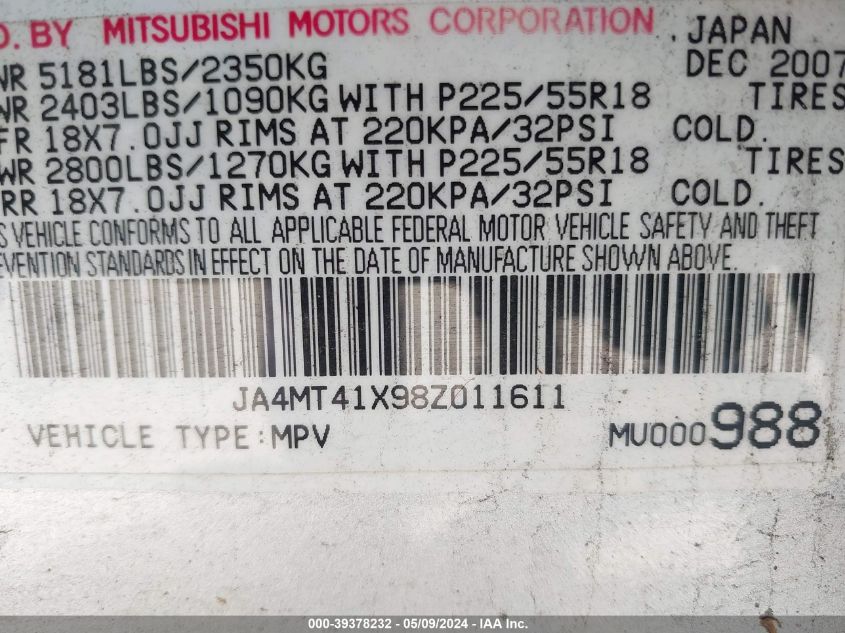 D. BY MITSUBISHI MOTORS CORPORATION . JAPAN
WR 5181LBS/2350KG DEC 2007
WR 2403LBS/1090KG WITH P225/55R18 TIRES
FR 18X7.0JJ RIMS AT 220KPA/32PSI COLD.
WR 2800LBS/1270KG WITH P225/55R18 TIRES
RR 18X7.0JJ RIMS AT 220KPA/32PSI COLD.
S VEHICLE CONFORMS TO ALL APPLICABLE FEDERAL MOTOR VEHICLE SAFETY AND THEFT
EVENTION STANDARDS IN EFFECT ON THE DATE OF MANUFACTURE SHOWN ABOVE.
JA4MT41X98Z011611
VEHICLE TYPE:MPV MU000988
000-39378232 - 05/09/2024 - © IAA Holdings, LLC.